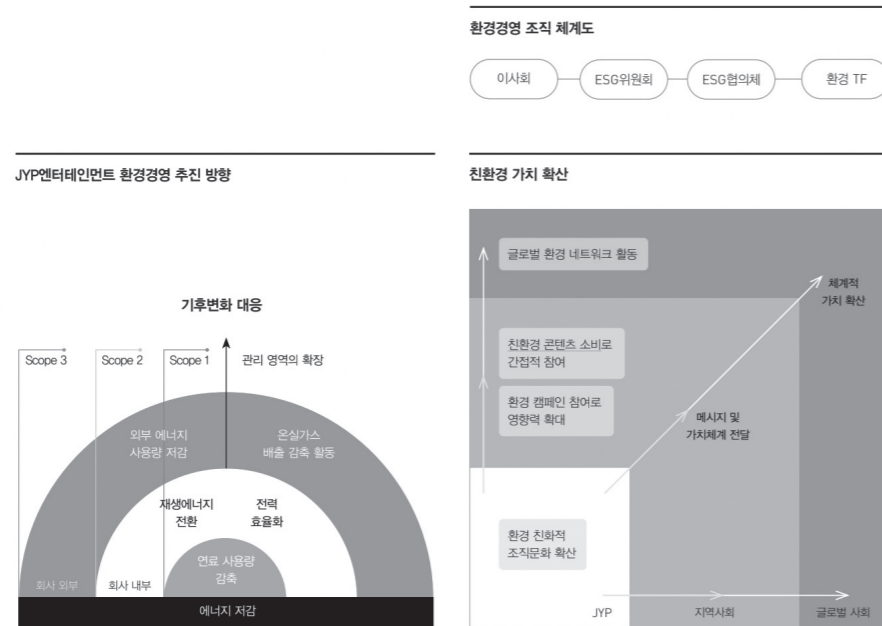 환경경영 조직 체계도
이사회
ESG위원회
ESG협의체
환경 TF
JYP엔터테인먼트 환경경영 추진 방향
기후변화 대응
Scope 3
Scope 2
Scope 1
관리 영역의 확장
외부 에너지
사용량 저감
온실가스
배출 감축 활동
재생에너지
전환
전력
효율화
연료 사용량
감축
회사 외부
회사 내부
에너지 저감
친환경 가치 확산
글로벌 환경 네트워크 활동
체계적
가치 확산
친환경 콘텐츠 소비로
간접적 참여
환경 캠페인 참여로
영향력 확대
메시지 및
가치체계 전달
환경 친화적
조직문화 확산
JYP
지역사회
글로벌 사회